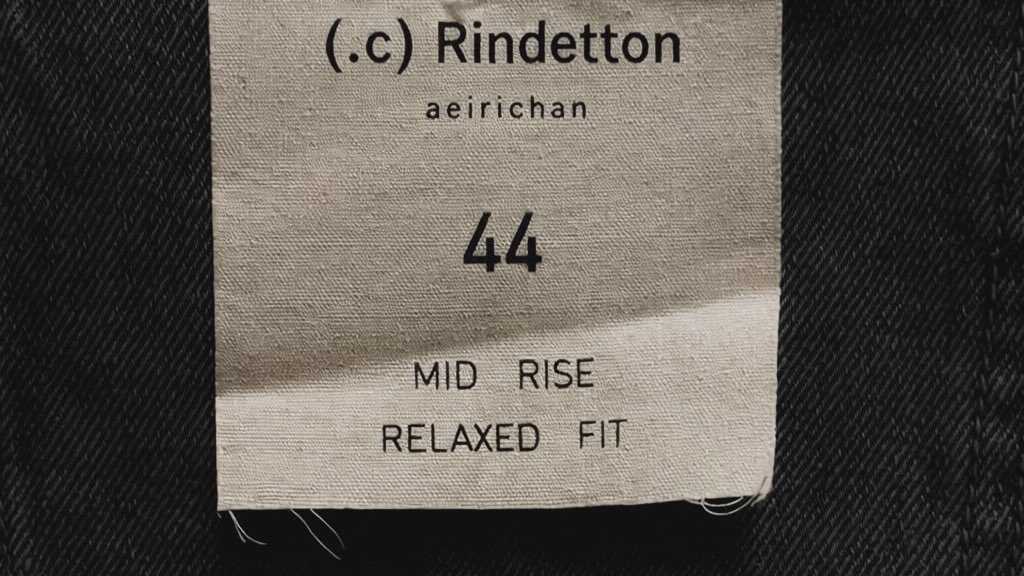 (.c) Rindetton
aeirichan
44
MID RISE
RELAXED FIT